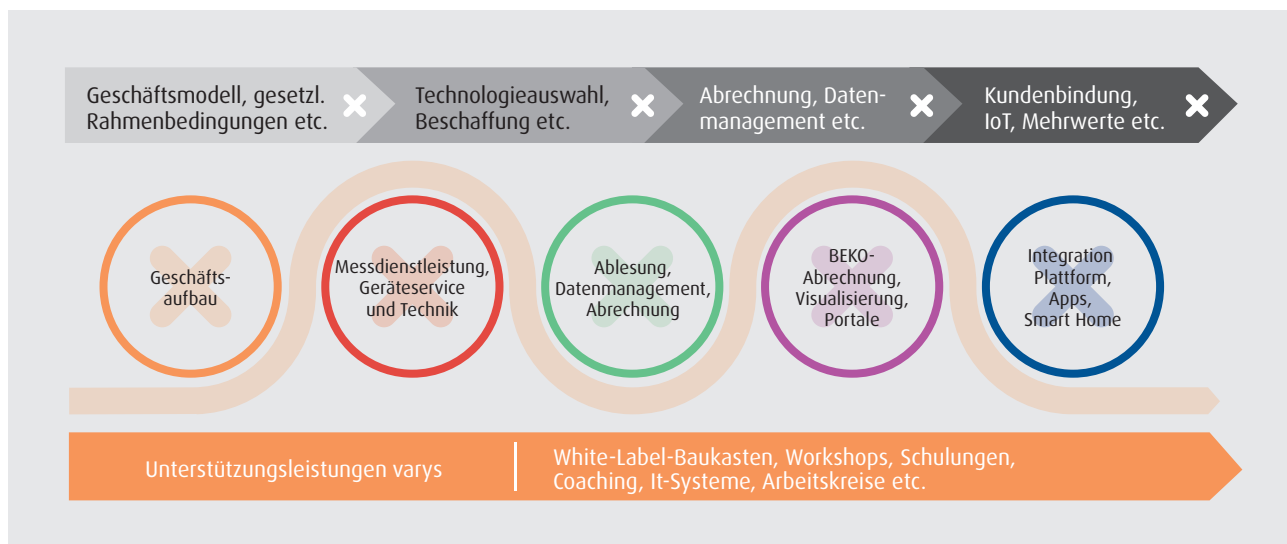 Geschäftsmodell, gesetzl.
Rahmenbedingungen etc.
Technologieauswahl,
Beschaffung etc.
Abrechnung, Daten-
management etc.
Kundenbindung,
IoT, Mehrwerte etc.
Geschäfts-
aufbau
Messdienstleistung,
Geräteservice
und Technik
Ablesung,
Datenmanagement,
Abrechnung
BEKO-
Abrechnung,
Visualisierung,
Portale
Integration
Plattform,
Apps,
Smart Home
Unterstützungsleistungen varys
White-Label-Baukasten, Workshops, Schulungen,
Coaching, It-Systeme, Arbeitskreise etc.